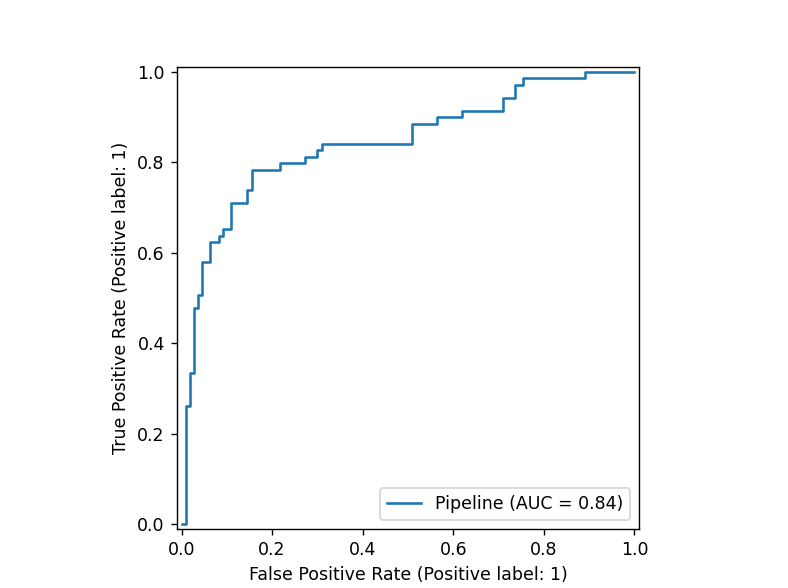 1.0
0.8
0.6
0.4
0.2
0.0
True Positive Rate (Positive label: 1)
Pipeline (AUC = 0.84)
0.0 0.2 0.4 0.6 0.8 1.0
False Positive Rate (Positive label: 1)